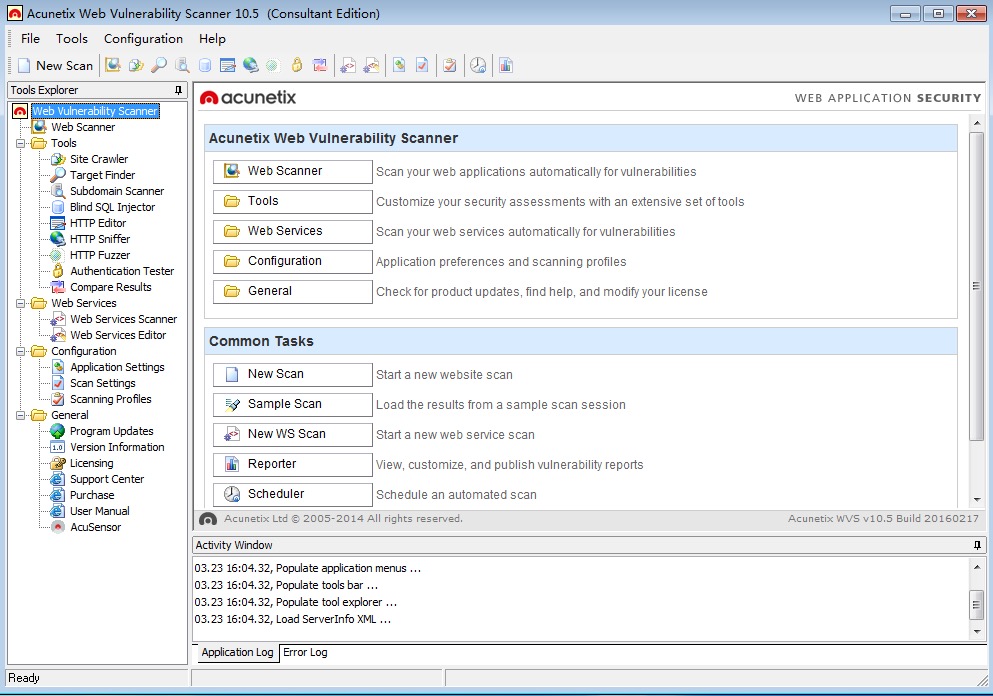 Acunetix Web Vulnerability Scanner 10.5 (Consultant Edition)
File Tools Configuration Help
New Scan
Tools Explorer
Web Vulnerability Scanner
Web Scanner
Tools
Site Crawler
Target Finder
Subdomain Scanner
Blind SQL Injector
HTTP Editor
HTTP Sniffer
HTTP Fuzzer
Authentication Tester
Compare Results
Web Services
Web Services Scanner
Web Services Editor
Configuration
Application Settings
Scan Settings
Scanning Profiles
General
Program Updates
1.0 Version Information
Licensing
Support Center
Purchase
User Manual
AcuSensor
acunetix WEB APPLICATION SECURITY
Acunetix Web Vulnerability Scanner
Web Scanner Scan your web applications automatically for vulnerabilities
Tools Customize your security assessments with an extensive set of tools
Web Services Scan your web services automatically for vulnerabilities
Configuration Application preferences and scanning profiles
General Check for product updates, find help, and modify your license
Common Tasks
New Scan Start a new website scan
Sample Scan Load the results from a sample scan session
New WS Scan Start a new web service scan
Reporter View, customize, and publish vulnerability reports
Scheduler Schedule an automated scan
Acunetix Ltd © 2005-2014 All rights reserved. Acunetix WVS v10.5 Build 20160217
Activity Window
03.23 16:04.32, Populate application menus ...
03.23 16:04.32, Populate tools bar ...
03.23 16:04.32, Populate tool explorer ...
03.23 16:04.32, Load ServerInfo XML ...
Application Log Error Log
Ready